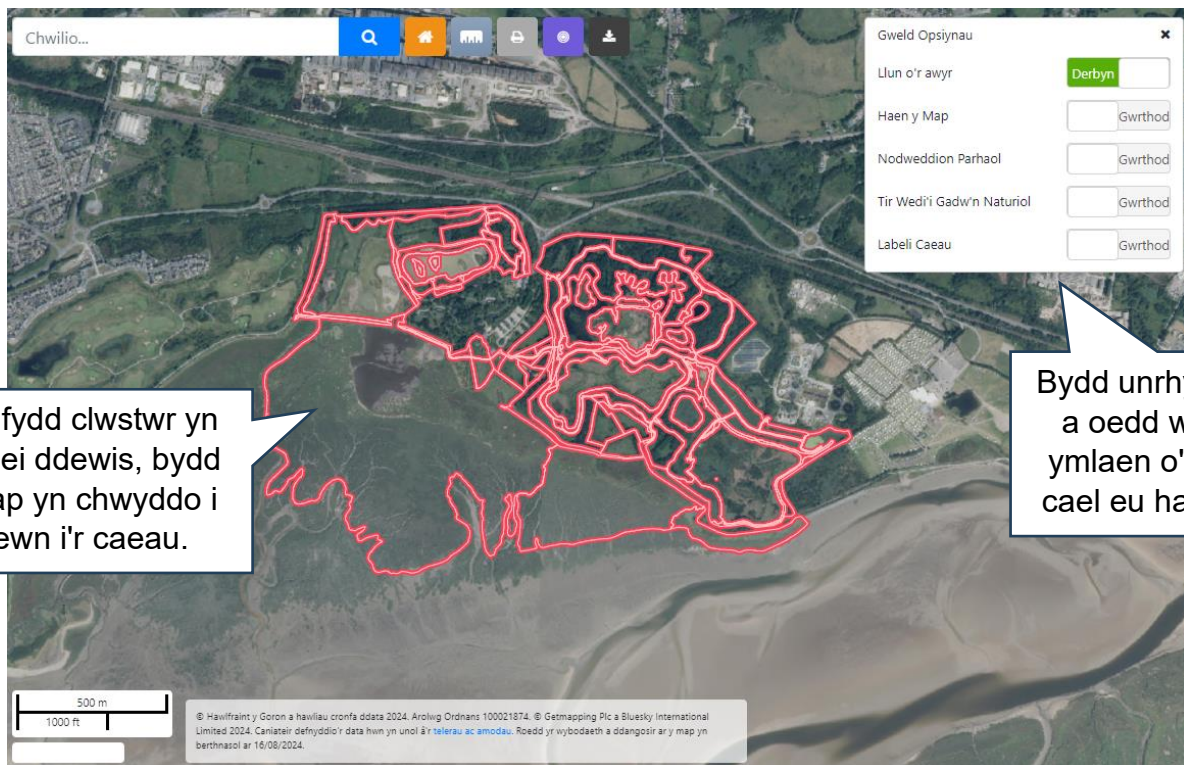 Chwilio...
Gweld Opsiynau
Llun o'r awyr
Derbyn
Haen y Map
Gwrthod
Nodweddion Parhaol
Gwrthod
Tir Wedi'i Gadw'n Naturiol
Gwrthod
Labeli Caeau
Gwrthod
fydd clwstwr yn
ei ddewis, bydd
ap yn chwyddo i
ewn i'r caeau.
Bydd unrhy
a oedd w
ymlaen o'
cael eu ha
500 m
1000 ft
© Hawlfraint y Goron a hawliau cronfa ddata 2024. Arolwg Ordnans 100021874. © Getmapping Plc a Bluesky International
Limited 2024. Caniateir defnyddio'r data hwn yn unol â'r telerau ac amodau. Roedd yr wybodaeth a ddangosir ar y map yn
berthnasol ar 16/08/2024.